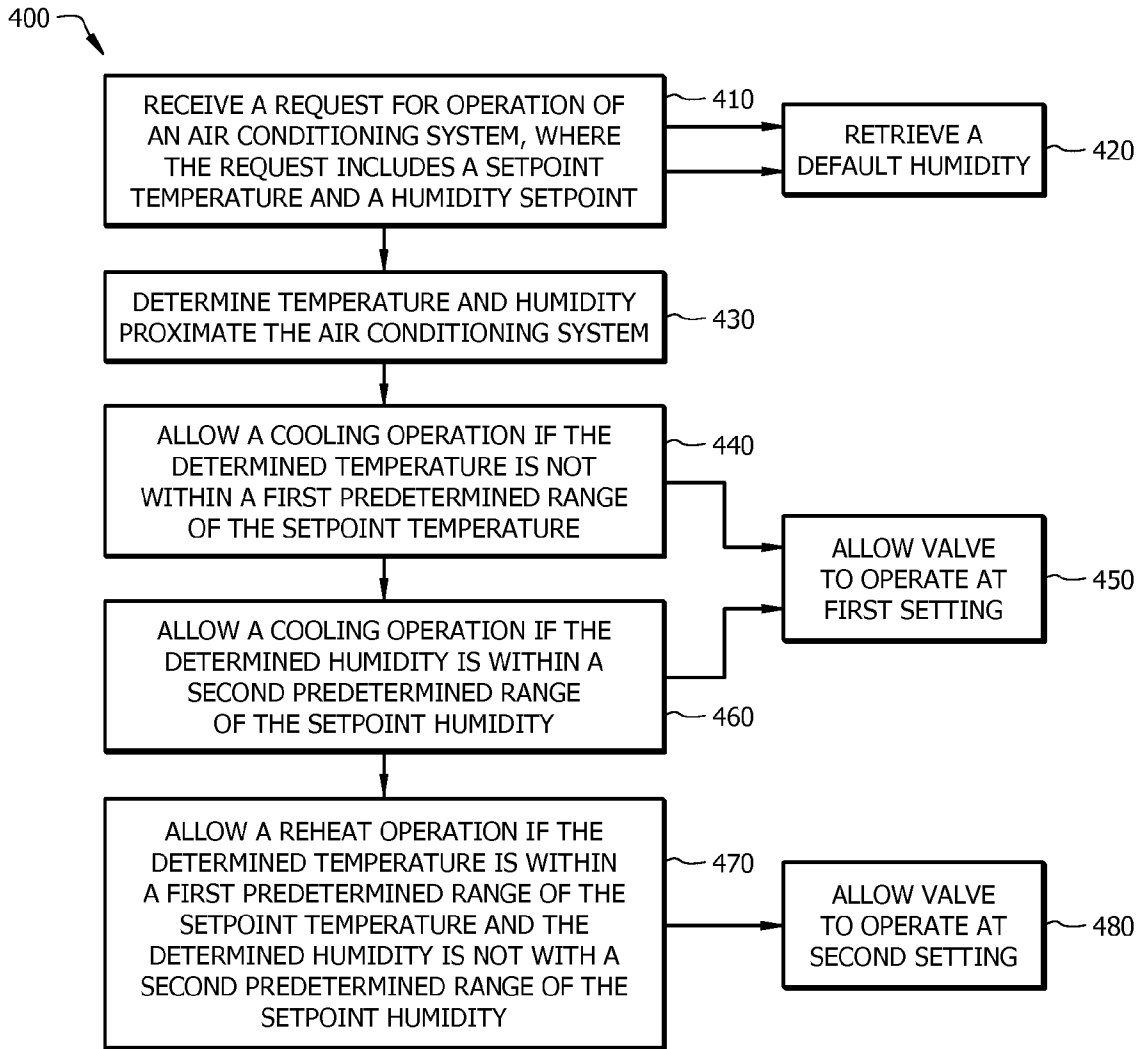 400
RECEIVE A REQUEST FOR OPERATION OF
AN AIR CONDITIONING SYSTEM, WHERE
THE REQUEST INCLUDES A SETPOINT
TEMPERATURE AND A HUMIDITY SETPOINT
410
RETRIEVE A
DEFAULT HUMIDITY
420
DETERMINE TEMPERATURE AND HUMIDITY
PROXIMATE THE AIR CONDITIONING SYSTEM
430
ALLOW A COOLING OPERATION IF THE
DETERMINED TEMPERATURE IS NOT
WITHIN A FIRST PREDETERMINED RANGE
OF THE SETPOINT TEMPERATURE
440
ALLOW VALVE
TO OPERATE AT
FIRST SETTING
450
ALLOW A COOLING OPERATION IF THE
DETERMINED HUMIDITY IS WITHIN A
SECOND PREDETERMINED RANGE
OF THE SETPOINT HUMIDITY
460
ALLOW A REHEAT OPERATION IF THE
DETERMINED TEMPERATURE IS WITHIN
A FIRST PREDETERMINED RANGE OF THE
SETPOINT TEMPERATURE AND THE
DETERMINED HUMIDITY IS NOT WITH A
SECOND PREDETERMINED RANGE OF THE
SETPOINT HUMIDITY
470
ALLOW VALVE
TO OPERATE AT
SECOND SETTING
480